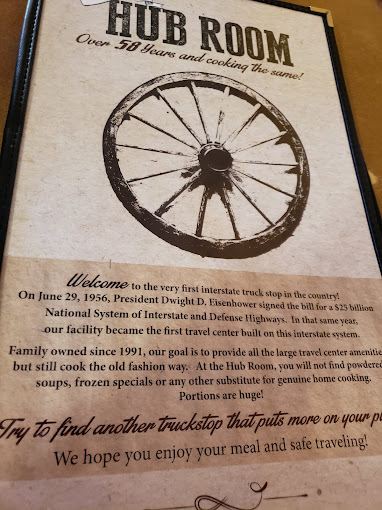 HUB ROOM
Over 58 Years and cooking the same!
Welcome to the very first interstate truck stop in the country!
On June 29, 1956, President Dwight D. Eisenhower signed the bill for a $25 billion
National System of Interstate and Defense Highways. In that same year,
our facility became the first travel center built on this interstate system.
Family owned since 1991, our goal is to provide all the large travel center amenitie
but still cook the old fashion way. At the Hub Room, you will not find powdered
soups, frozen specials or any other substitute for genuine home cooking.
Portions are huge!
Try to find another truckstop that puts more on your pl
We hope you enjoy your meal and safe traveling!